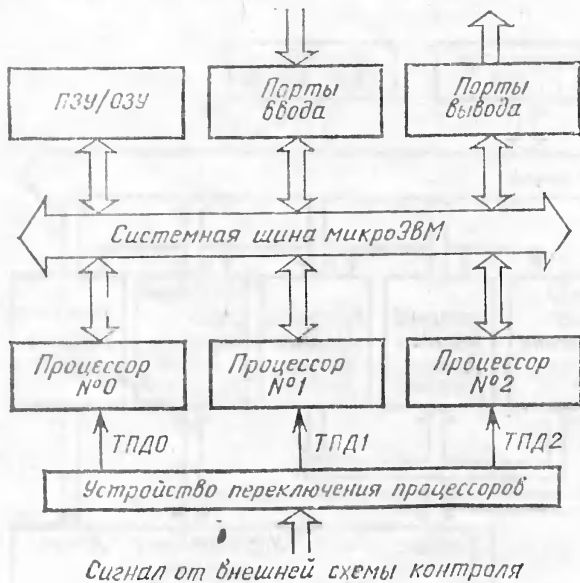 ПЗУ/ОЗУ
Порты
ввода
Порты
вывода
Системная шина микроЭВМ
Процессор
№0
Процессор
№1
Процессор
№2
ТПД0
ТПД1
ТПД2
Устройство переключения процессоров
Сигнал от внешней схемы контроля